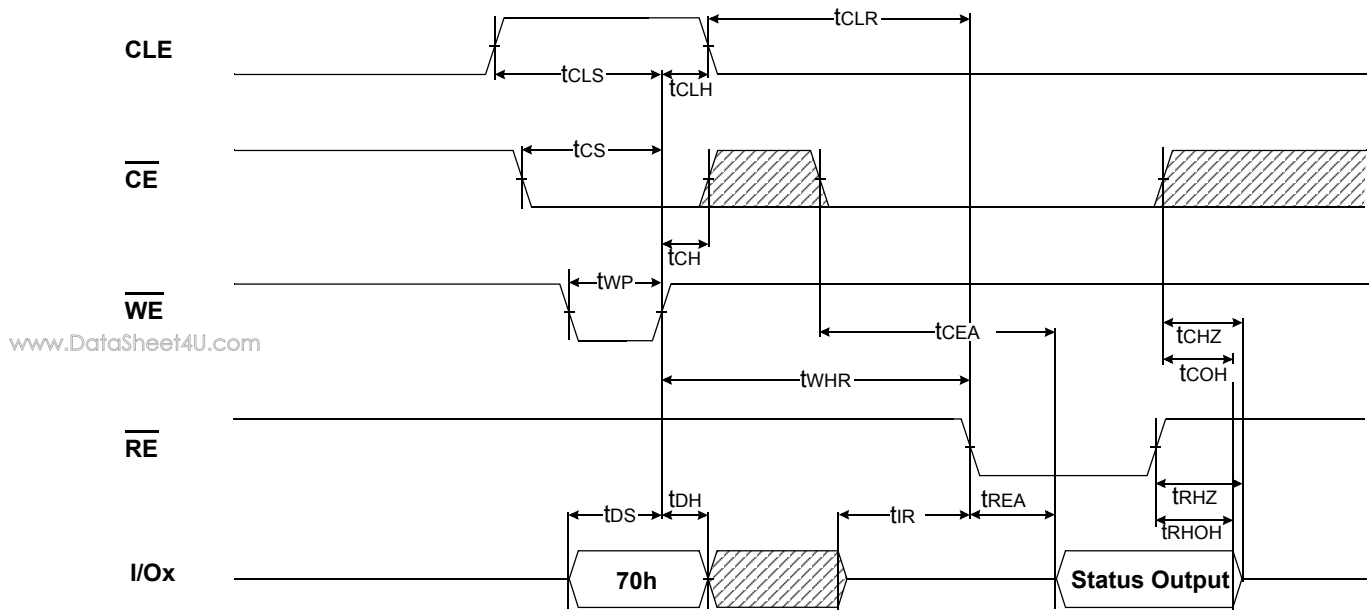 tCLR
CLE
tCLS
tCLH
tCS
CE
tCH
tWP
WE
www.DataSheet4U.com
tCEA
tCHZ
tCOH
tWHR
RE
tRHZ
tDS
tDH
tIR
tREA
tRHOH
I/Ox
70h
Status Output